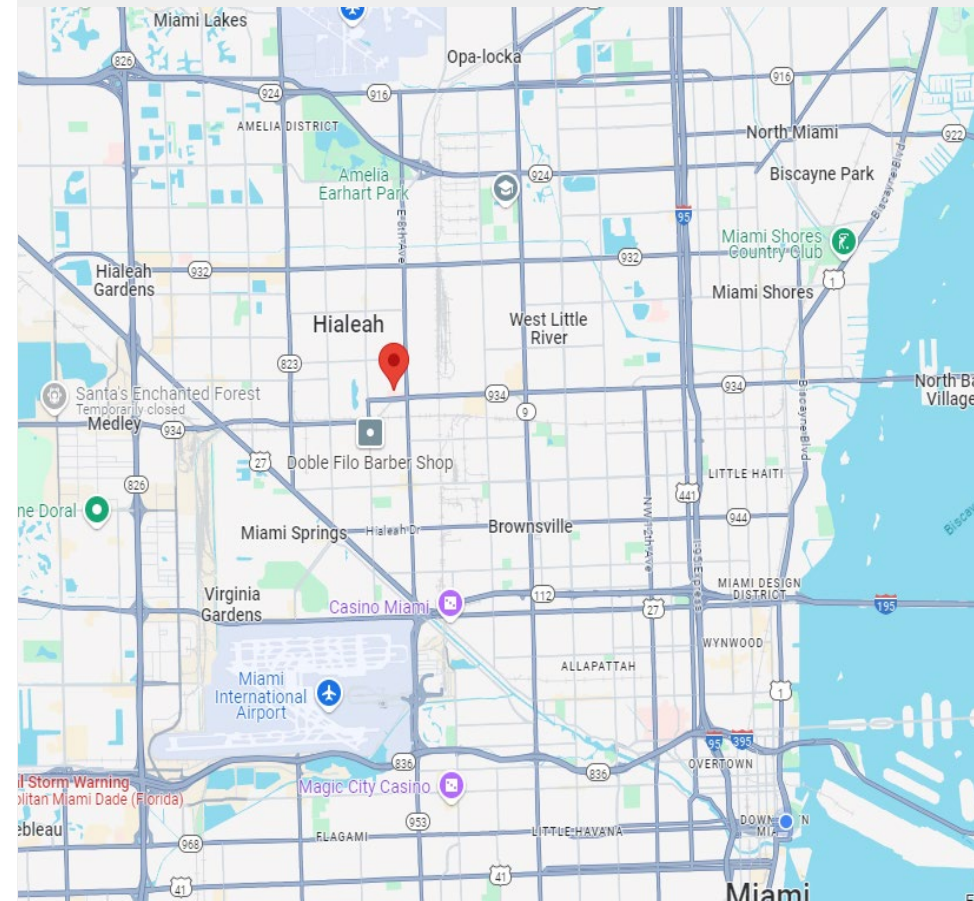 Miami Lakes
Opa-locka
826
916
924
916
AMELIA DISTRICT
North Miami
922
Amelia
Earhart Park
924
Biscayne Park
E 8th Ave
Biscayne Blvd
95
Miami Shores
Country Club
932
932
Hialeah
Gardens
1
Miami Shores
Hialeah
West Little
River
823
Santa's Enchanted Forest
Temporarily closed
934
934
Medley
934
9
Biscayne Blvd
27
Doble Filo Barber Shop
LITTLE HAITI
826
441
944
Miami Springs
Hialeah Dr
Brownsville
NW 12th Ave
I-95 Express
112
MIAMI DESIGN
DISTRICT
Virginia
Gardens
Casino Miami
27
195
WYNWOOD
ALLAPATTAH
Miami
International
Airport
1
95
395
836
OVERTOWN
836
Storm Warning
Miami Dade (Florida)
Magic City Casino
953
FLAGAMI
LITTLE HAVANA
968
41
41
Miami